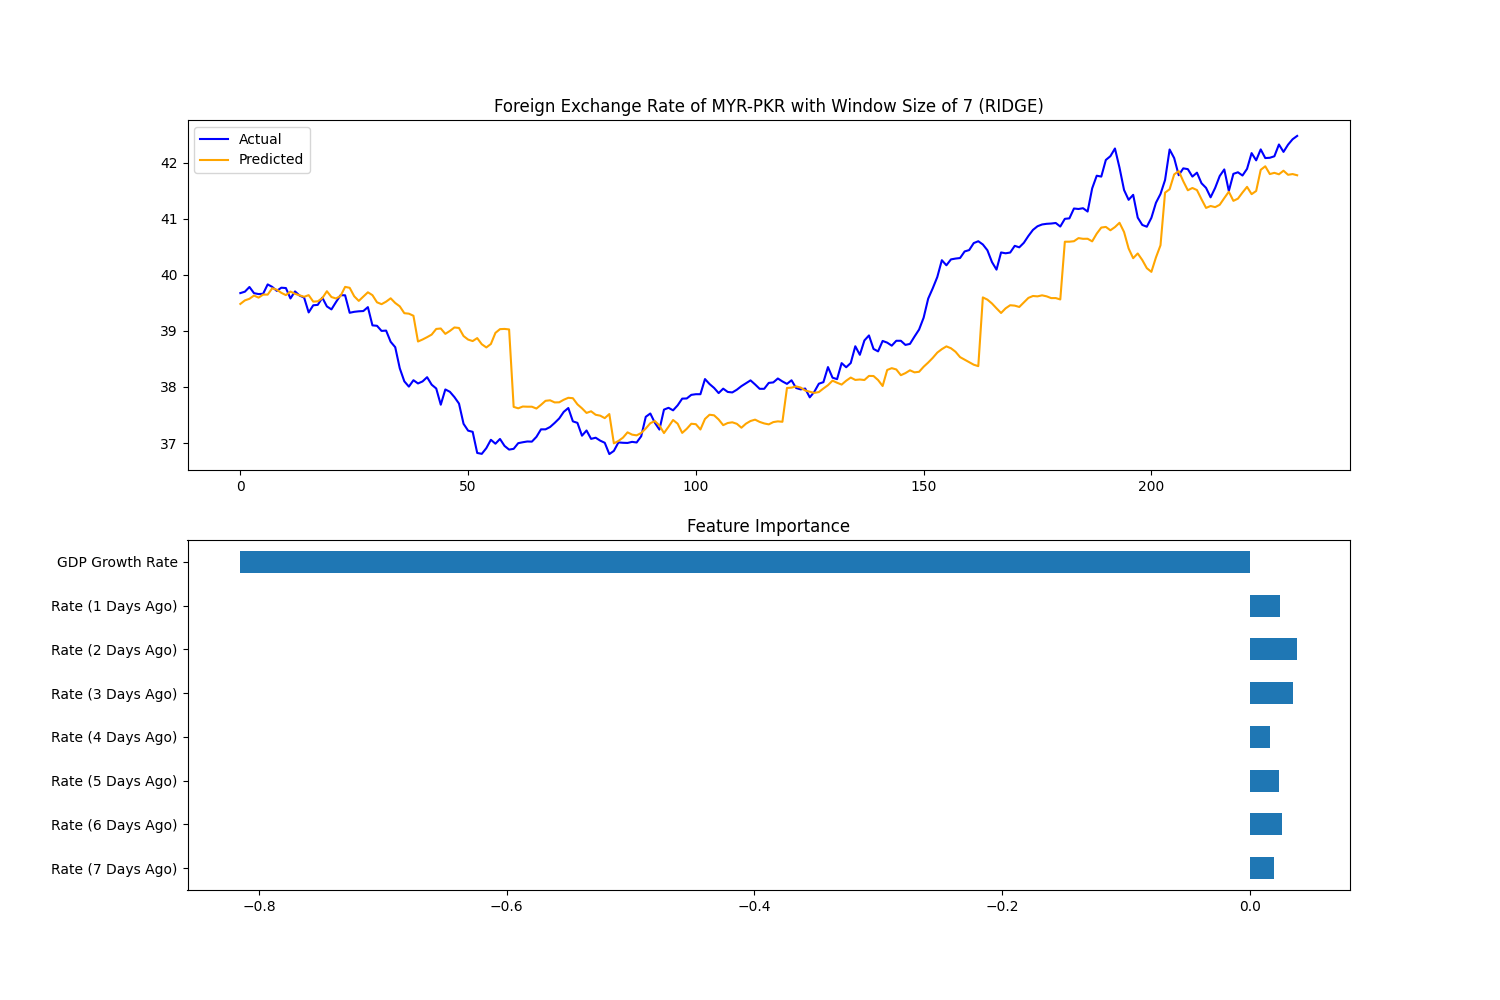 Foreign Exchange Rate of MYR-PKR with Window Size of 7 (RIDGE)
Actual
Predicted
42
41
40
39
38
37
0 50 100 150 200
Feature Importance
GDP Growth Rate
Rate (1 Days Ago)
Rate (2 Days Ago)
Rate (3 Days Ago)
Rate (4 Days Ago)
Rate (5 Days Ago)
Rate (6 Days Ago)
Rate (7 Days Ago)
−0.8 −0.6 −0.4 −0.2 0.0